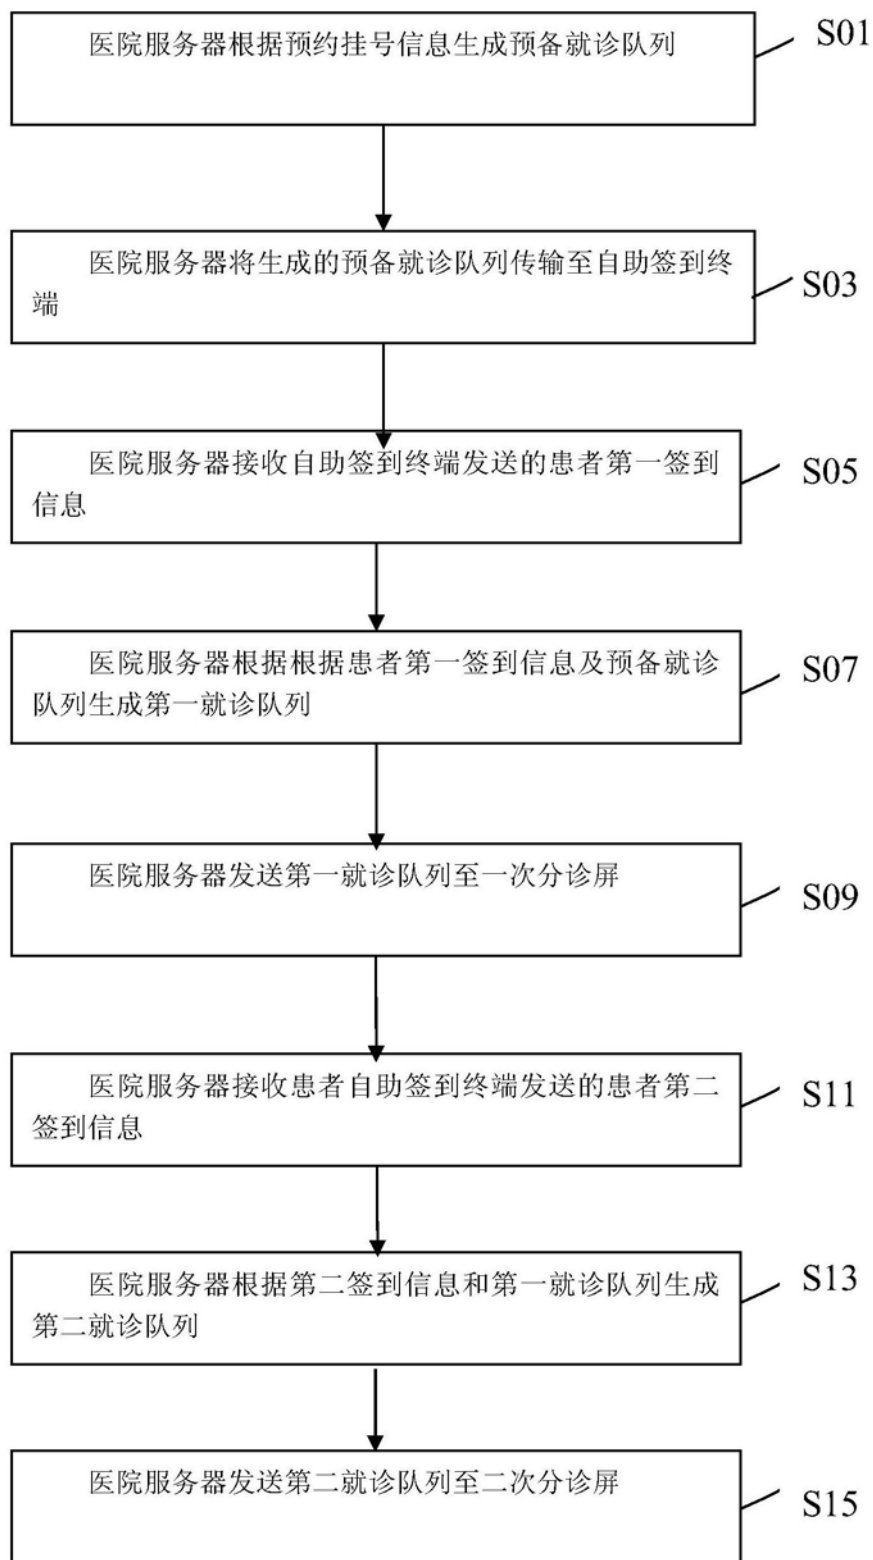 医院服务器根据预约挂号信息生成预备就诊队列
S01
医院服务器将生成的预备就诊队列传输至自助签到终
端
S03
医院服务器接收自助签到终端发送的患者第一签到
信息
S05
医院服务器根据根据患者第一签到信息及预备就诊
队列生成第一就诊队列
S07
医院服务器发送第一就诊队列至一次分诊屏
S09
医院服务器接收患者自助签到终端发送的患者第二
签到信息
S11
医院服务器根据第二签到信息和第一就诊队列生成
第二就诊队列
S13
医院服务器发送第二就诊队列至二次分诊屏
S15